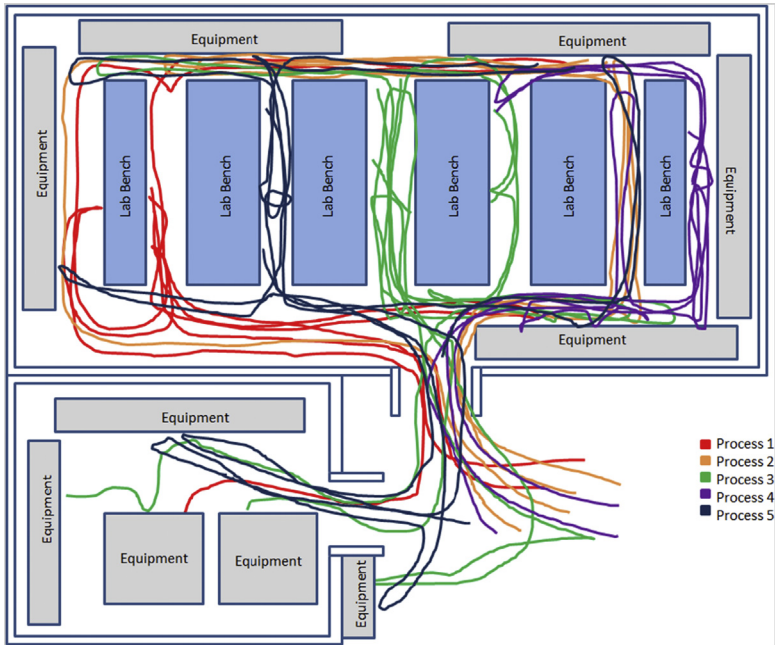 Equipment
Equipment
Equipment
Lab Bench
Lab Bench
Lab Bench
Lab Bench
Lab Bench
Lab Bench
Equipment
Equipment
Equipment
Equipment
Equipment
Equipment
Equipment
Process 1
Process 2
Process 3
Process 4
Process 5